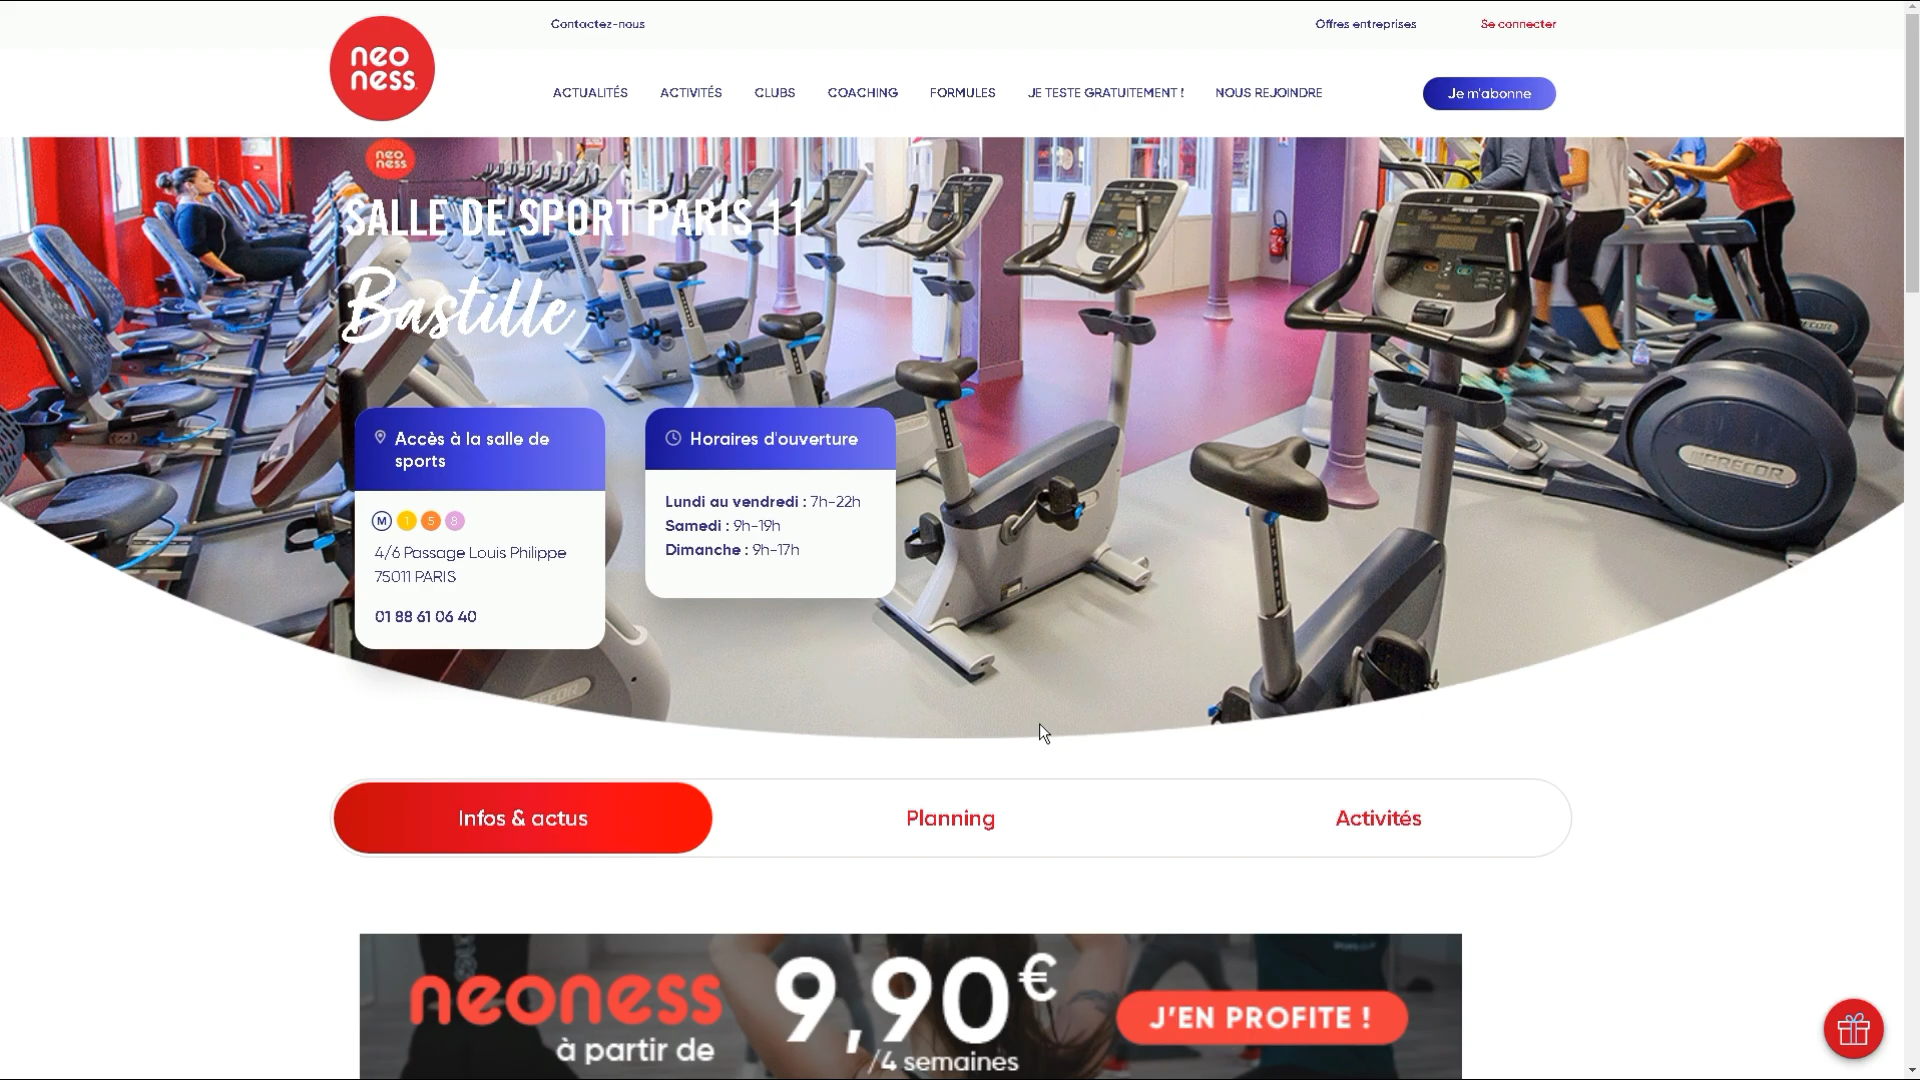 Contactez-nous
Offres entreprises
Se connecter
neo
ness
ACTUALITÉS
ACTIVITÉS
CLUBS
COACHING
FORMULES
JE TESTE GRATUITEMENT !
NOUS REJOINDRE
Je m'abonne
neo
ness
SALLE DE SPORT PARIS 11
Bastille
Accès à la salle de
sports
M 1 5 8
4/6 Passage Louis Philippe
75011 PARIS
01 88 61 06 40
Horaires d'ouverture
Lundi au vendredi : 7h-22h
Samedi : 9h-19h
Dimanche : 9h-17h
PRECOR
Infos & actus
Planning
Activités
neoness
à partir de
9,90€
/4 semaines
J'EN PROFITE !